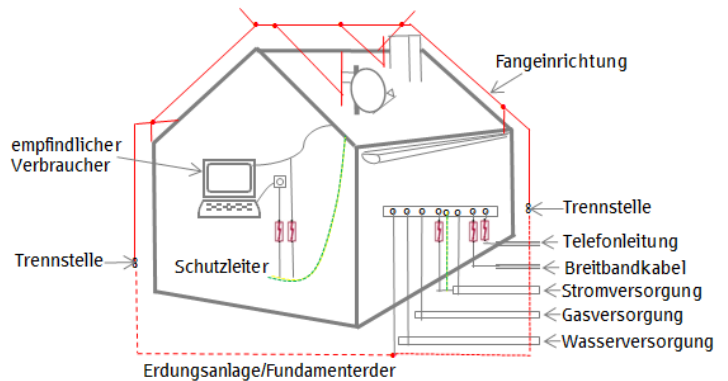 Fangeinrichtung
empfindlicher
Verbraucher
Trennstelle
Telefonleitung
Trennstelle
Schutzleiter
Breitbandkabel
Stromversorgung
Gasversorgung
Wasserversorgung
Erdungsanlage/Fundamenterder